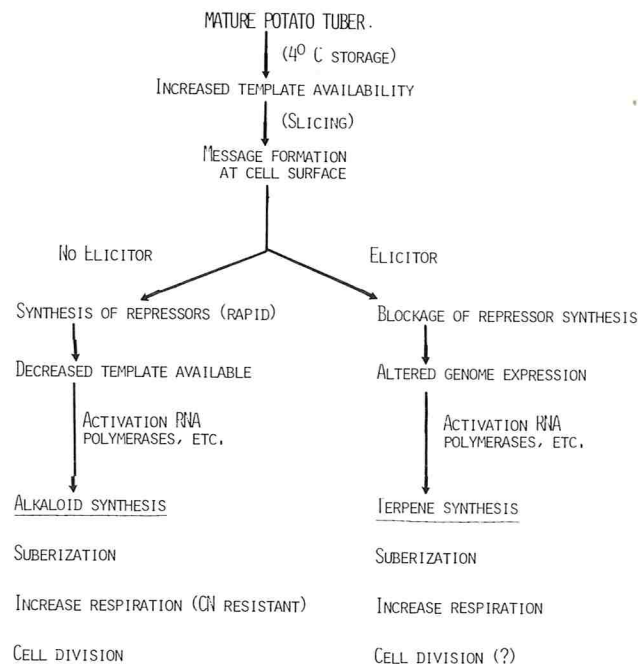 MATURE POTATO TUBER.
(4° C STORAGE)
INCREASED TEMPLATE AVAILABILITY
(SLICING)
MESSAGE FORMATION
AT CELL SURFACE
NO ELICITOR
ELICITOR
SYNTHESIS OF REPRESSORS (RAPID)
BLOCKAGE OF REPRESSOR SYNTHESIS
DECREASED TEMPLATE AVAILABLE
ALTERED GENOME EXPRESSION
ACTIVATION RNA
POLYMERASES, ETC.
ACTIVATION RNA
POLYMERASES, ETC.
ALKALOID SYNTHESIS
TERPENE SYNTHESIS
SUBERIZATION
SUBERIZATION
INCREASE RESPIRATION (CN RESISTANT)
INCREASE RESPIRATION
CELL DIVISION
CELL DIVISION (?)